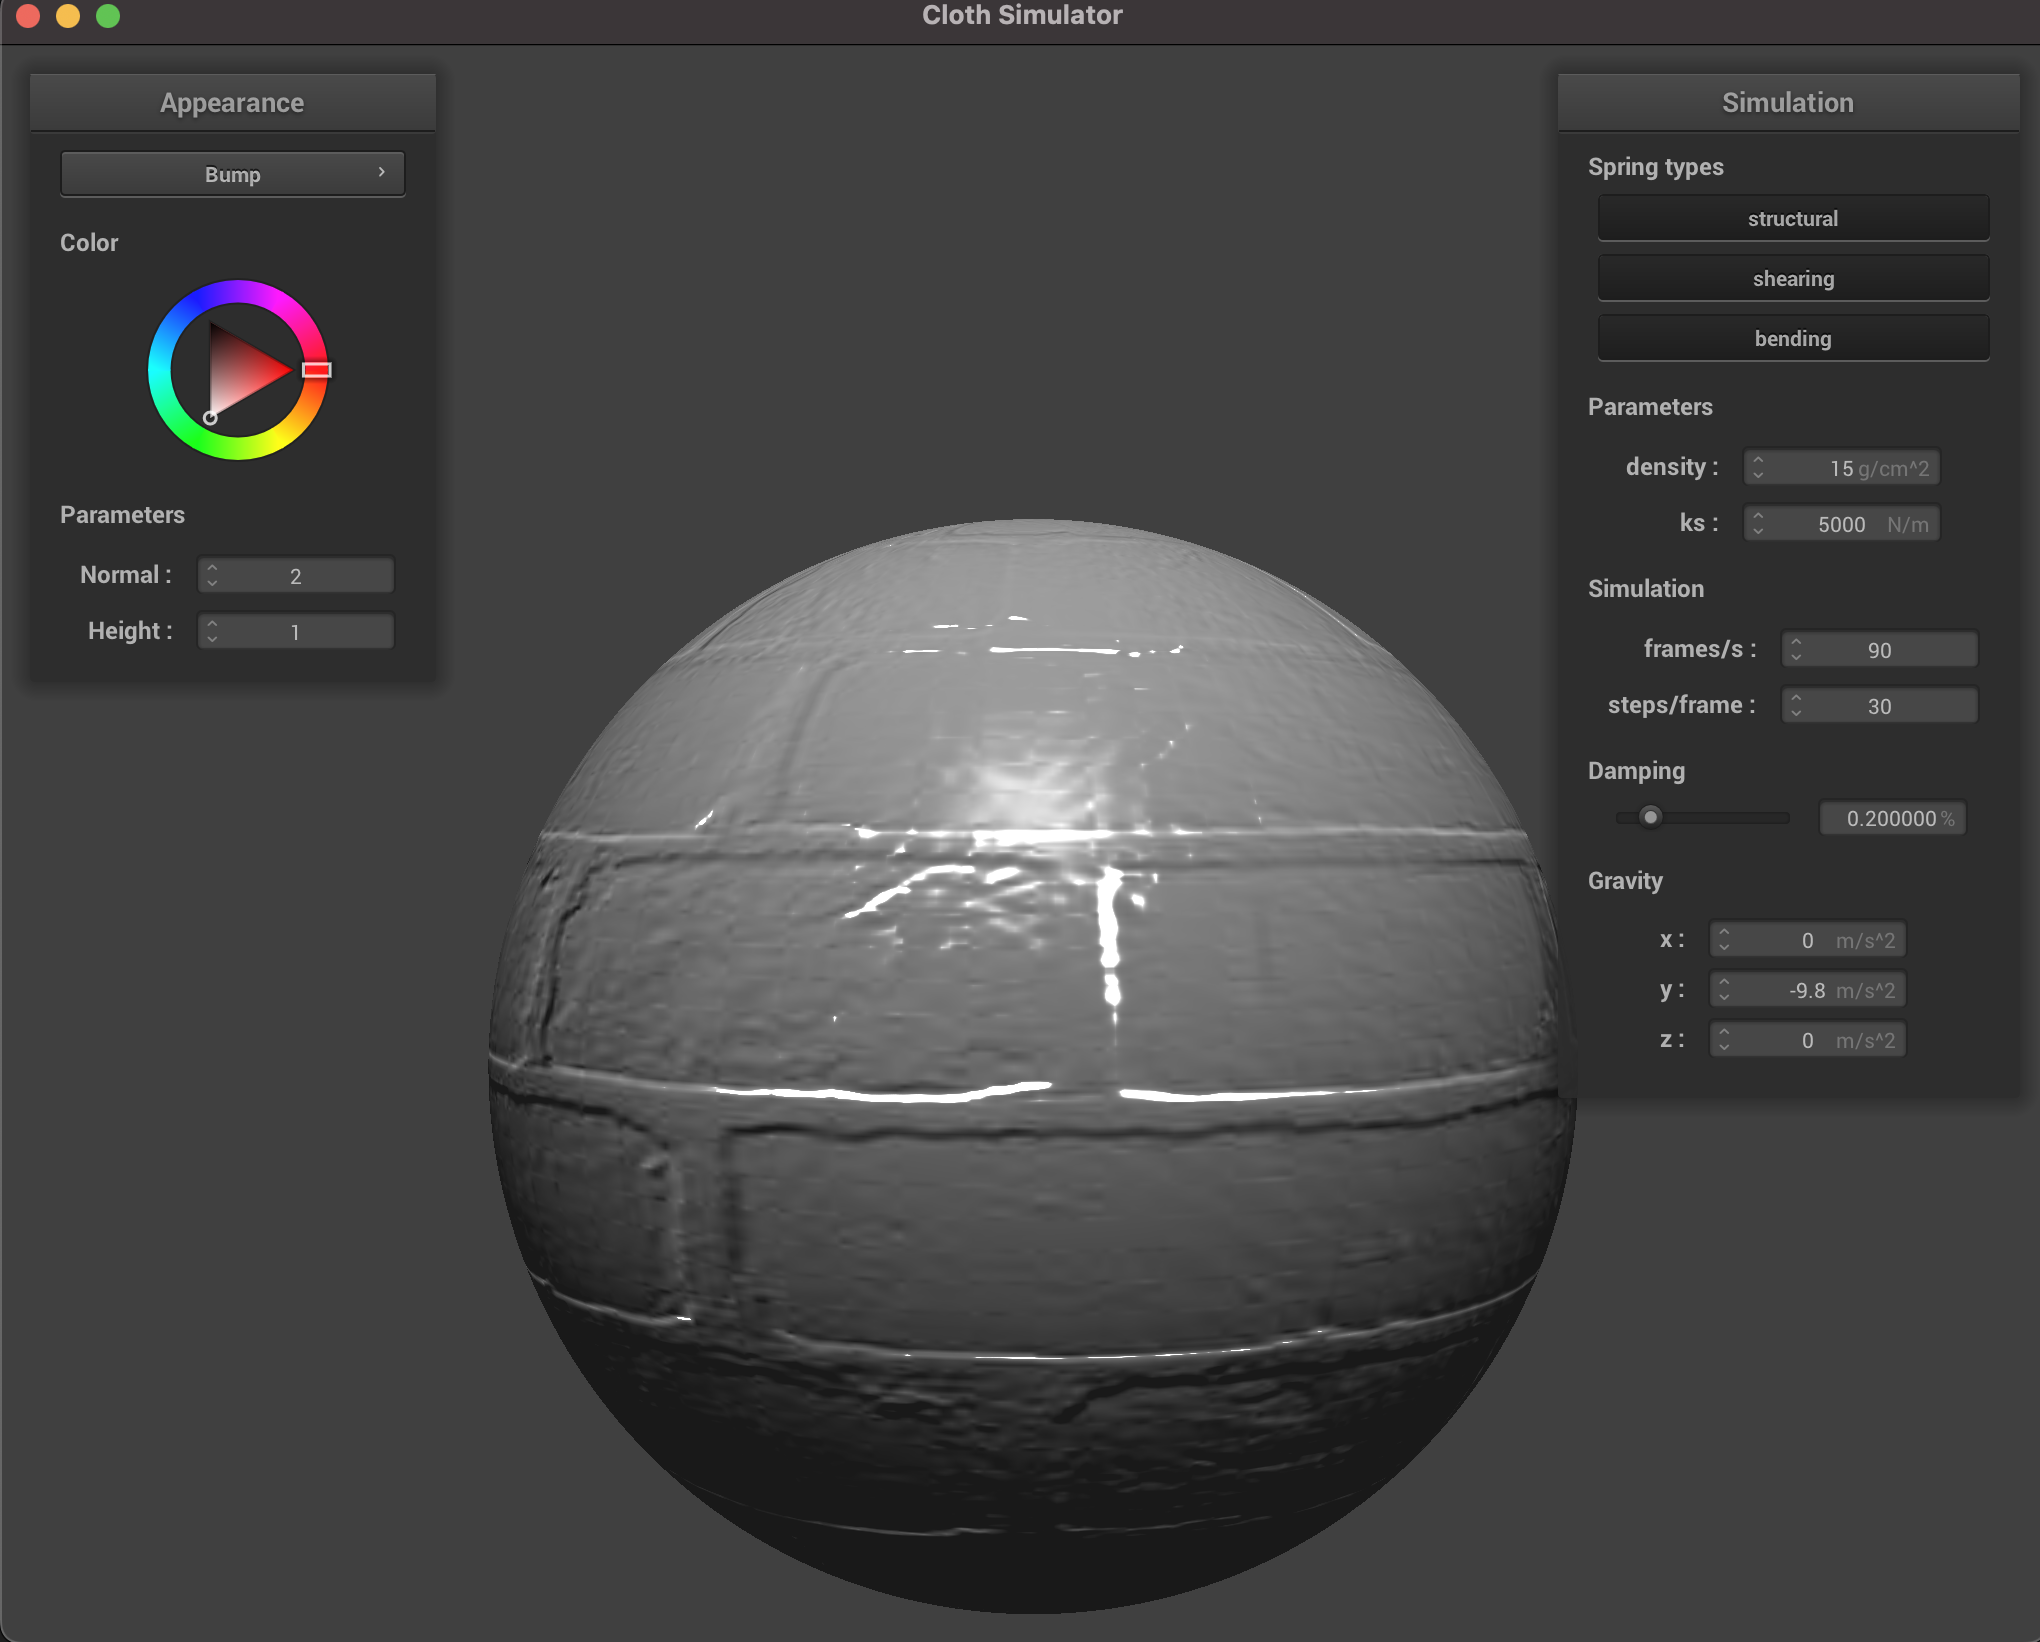 Cloth Simulator
Appearance
Bump
Color
Parameters
Normal : 2
Height : 1
Simulation
Spring types
structural
shearing
bending
Parameters
density : 15 g/cm^2
ks : 5000 N/m
Simulation
frames/s : 90
steps/frame : 30
Damping
0.200000 %
Gravity
x : 0 m/s^2
y : -9.8 m/s^2
z : 0 m/s^2